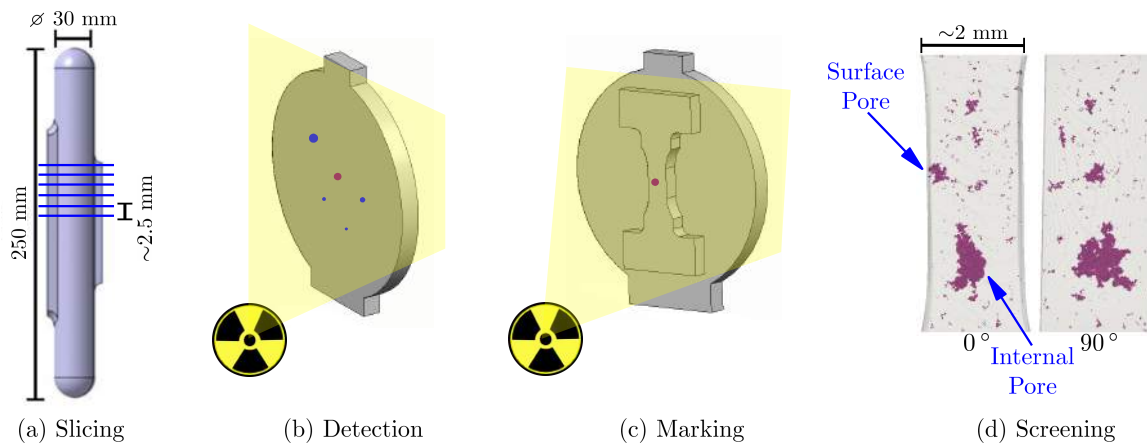 ⌀ 30 mm
250 mm
~2.5 mm
~2 mm
Surface
Pore
0° 90°
Internal
Pore
(a) Slicing
(b) Detection
(c) Marking
(d) Screening